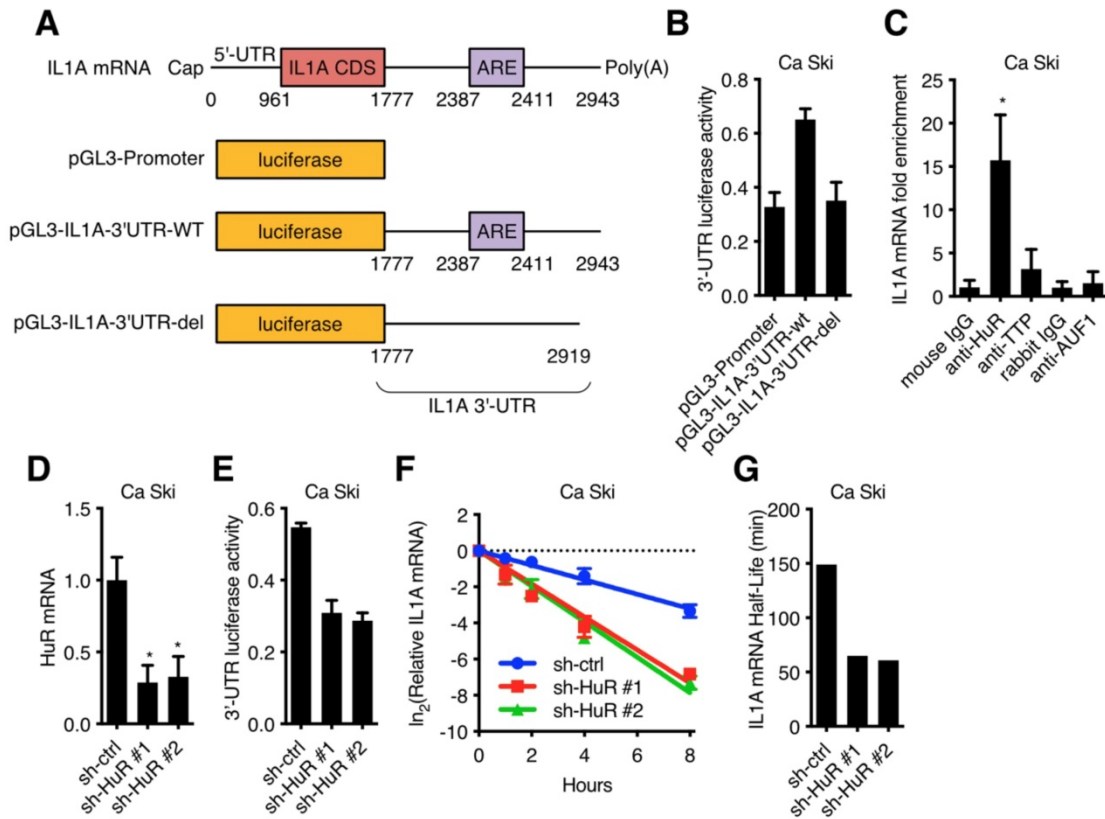 A
5'-UTR
IL1A mRNA Cap IL1A CDS ARE Poly(A)
0 961 1777 2387 2411 2943
pGL3-Promoter luciferase
pGL3-IL1A-3'UTR-WT luciferase ARE
1777 2387 2411 2943
pGL3-IL1A-3'UTR-del luciferase
1777 2919
IL1A 3'-UTR
B
Ca Ski
3'-UTR luciferase activity
0.8
0.6
0.4
0.2
0.0
pGL3-Promoter
pGL3-IL1A-3'UTR-wt
pGL3-IL1A-3'UTR-del
C
Ca Ski
IL1A mRNA fold enrichment
25
20
15
10
5
0
*
mouse IgG
anti-HuR
anti-TTP
rabbit IgG
anti-AUF1
D
Ca Ski
HuR mRNA
1.5
1.0
0.5
0.0
* *
sh-ctrl
sh-HuR #1
sh-HuR #2
E
Ca Ski
3'-UTR luciferase activity
0.6
0.4
0.2
0.0
sh-ctrl
sh-HuR #1
sh-HuR #2
F
Ca Ski
ln2(Relative IL1A mRNA)
2
0
-2
-4
-6
-8
-10
sh-ctrl
sh-HuR #1
sh-HuR #2
0 2 4 6 8
Hours
G
Ca Ski
IL1A mRNA Half-Life (min)
200
150
100
50
0
sh-ctrl
sh-HuR #1
sh-HuR #2